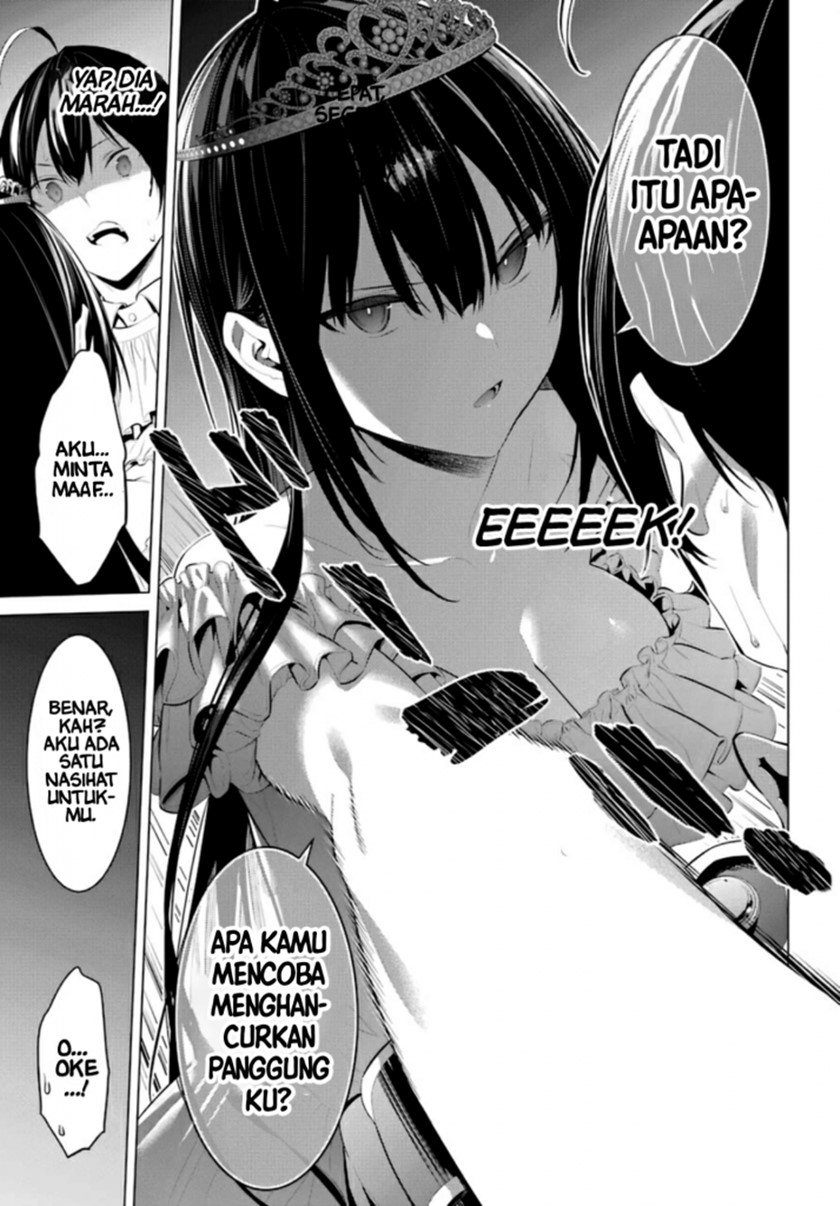 TADI
ITU APA-
APAAN?
EEEEEEK!
APA KAMU
MENCOBA
MENGHAN-
CURKAN
PANGGUNG
KU?
YAP, DIA
MARAH...!
AKU...
MINTA
MAAF...
BENAR,
KAH?
AKU ADA
SATU
NASIHAT
UNTUK-
MU.
O...
OKE
...!